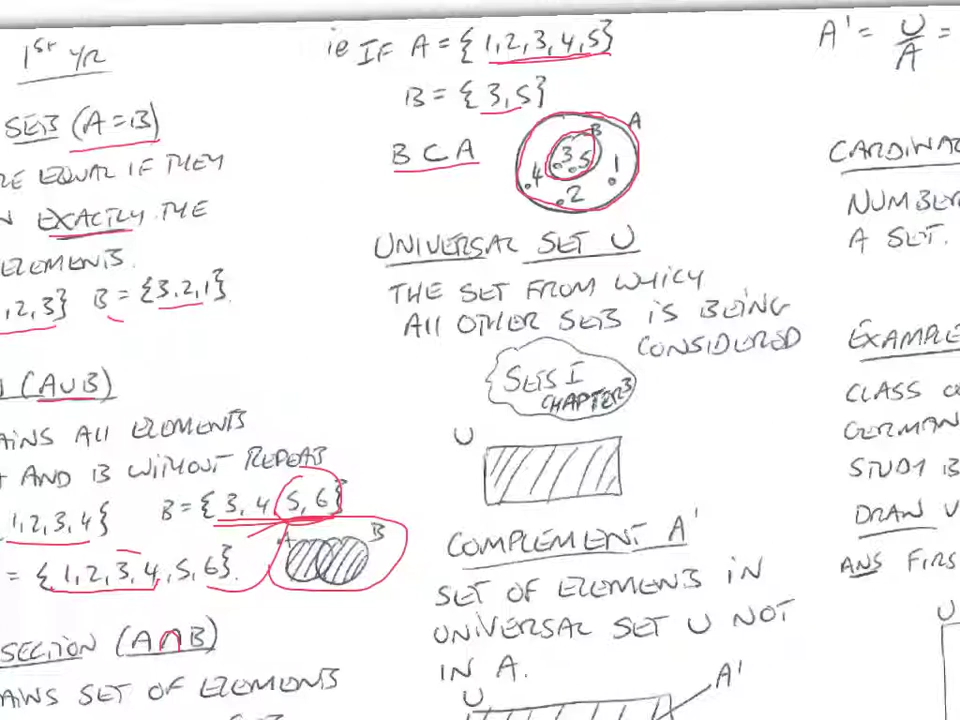 1ST YR
SETS (A=B)
RE EQUAL IF THEY
N EXACTLY THE
ELEMENTS.
,2,3} B = {3,2,1}.
(A∪B)
AINS ALL ELEMENTS
AND B WITHOUT REPEATS
1,2,3,4} B = {3,4 5,6}
A B
= {1,2,3,4,5,6}.
SECTION (A∩B)
AINS SET OF ELEMENTS
ie IF A = {1,2,3,4,5}
B = {3,5}
B ⊂ A
A
B
3 5
4 1
2
UNIVERSAL SET U
THE SET FROM WHICH
ALL OTHER SETS IS BEING
CONSIDERED
SETS I
CHAPTER 3
U
COMPLEMENT A'
SET OF ELEMENTS IN
UNIVERSAL SET U NOT
IN A.
U
A'
A' = U/A =
CARDINA
NUMBER
A SET.
EXAMPLE
CLASS O
GERMAN
STUDY B
DRAW V
ANS FIRS
U